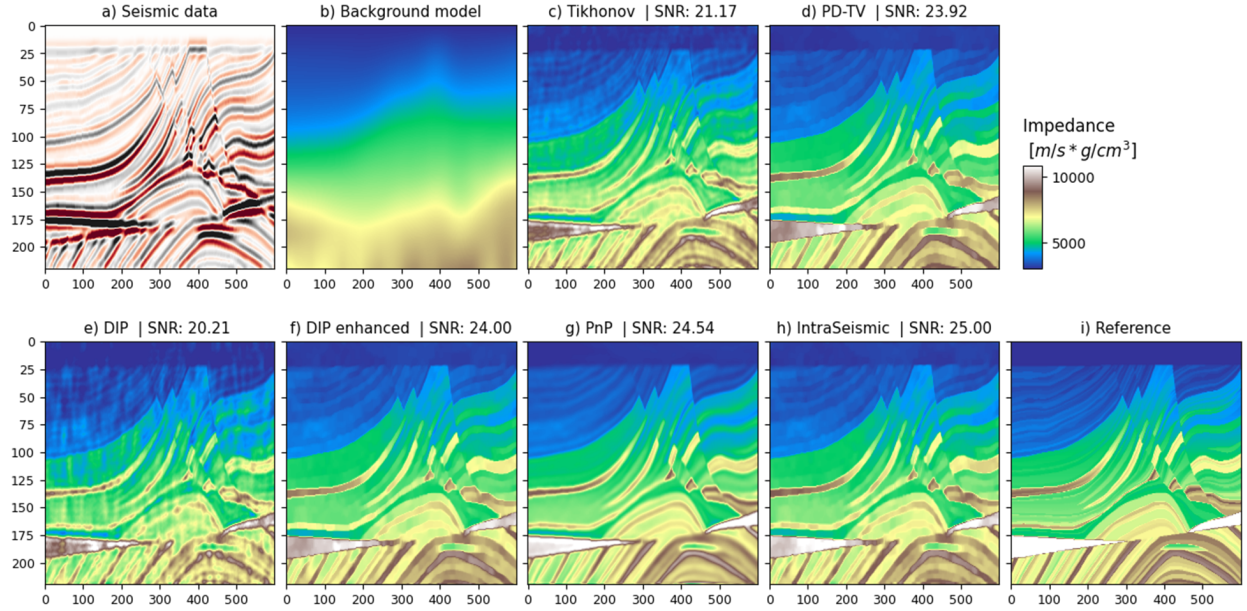 a) Seismic data
b) Background model
c) Tikhonov | SNR: 21.17
d) PD-TV | SNR: 23.92
0
25
50
75
100
125
150
175
200
0 100 200 300 400 500
0 100 200 300 400 500
0 100 200 300 400 500
0 100 200 300 400 500
Impedance
[m/s * g/cm³]
10000
5000
e) DIP | SNR: 20.21
f) DIP enhanced | SNR: 24.00
g) PnP | SNR: 24.54
h) IntraSeismic | SNR: 25.00
i) Reference
0
25
50
75
100
125
150
175
200
0 100 200 300 400 500
0 100 200 300 400 500
0 100 200 300 400 500
0 100 200 300 400 500
0 100 200 300 400 500